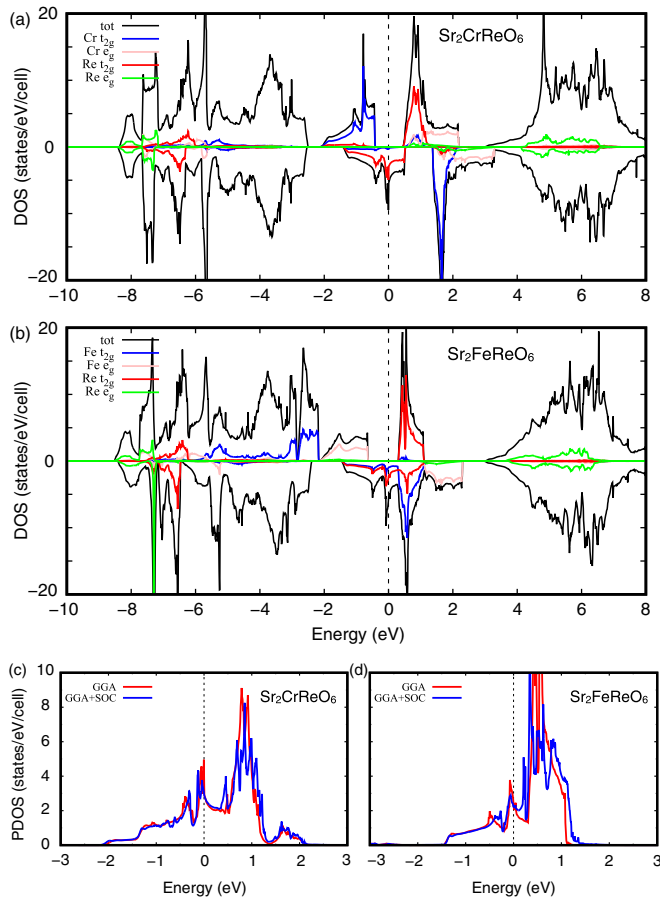 (a)
tot
Cr t2g
Cr eg
Re t2g
Re eg
Sr2CrReO6
DOS (states/eV/cell)
20
0
−20
−10 −8 −6 −4 −2 0 2 4 6 8
(b)
tot
Fe t2g
Fe eg
Re t2g
Re eg
Sr2FeReO6
DOS (states/eV/cell)
20
0
−20
−10 −8 −6 −4 −2 0 2 4 6 8
Energy (eV)
(c)
GGA
GGA+SOC
Sr2CrReO6
PDOS (states/eV/cell)
10
8
6
4
2
0
−3 −2 −1 0 1 2 3
Energy (eV)
(d)
GGA
GGA+SOC
Sr2FeReO6
−3 −2 −1 0 1 2 3
Energy (eV)